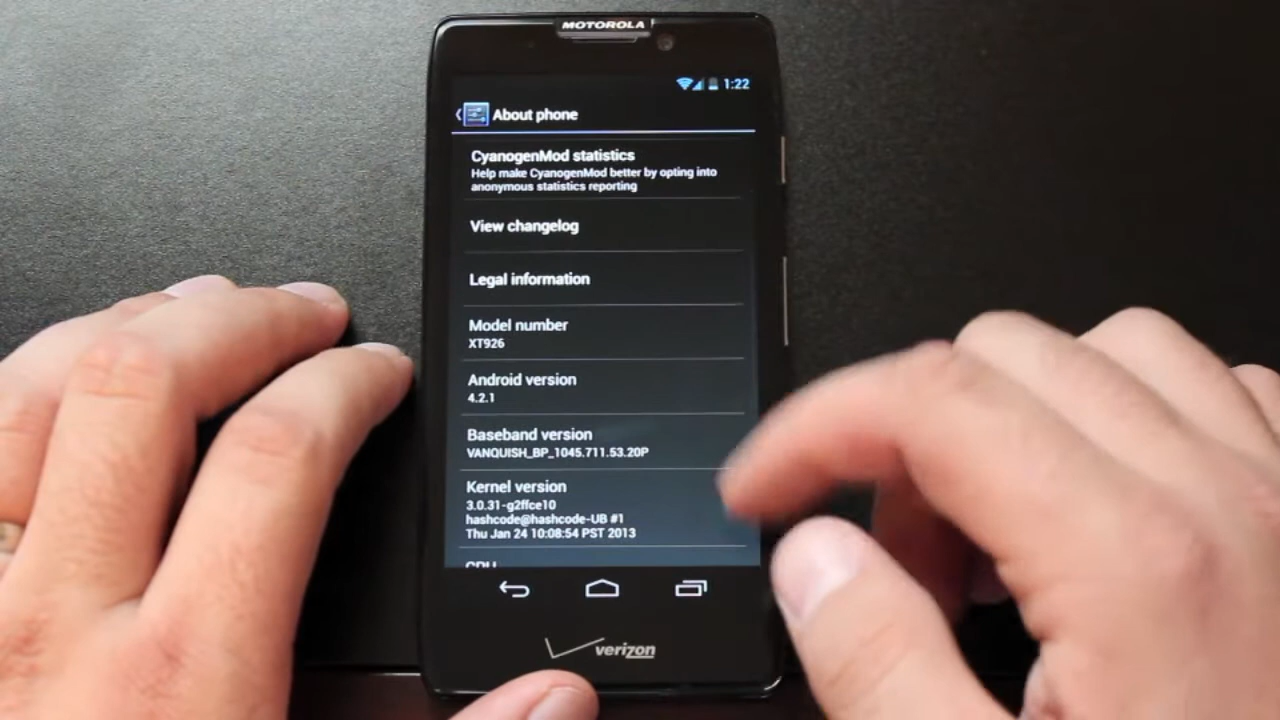 MOTOROLA
1:22
About phone
CyanogenMod statistics
Help make CyanogenMod better by opting into
anonymous statistics reporting
View changelog
Legal information
Model number
XT926
Android version
4.2.1
Baseband version
VANQUISH_BP_1045.711.53.20P
Kernel version
3.0.31-g2ffce10
hashcode@hashcode-UB #1
Thu Jan 24 10:08:54 PST 2013
CPU
verizon